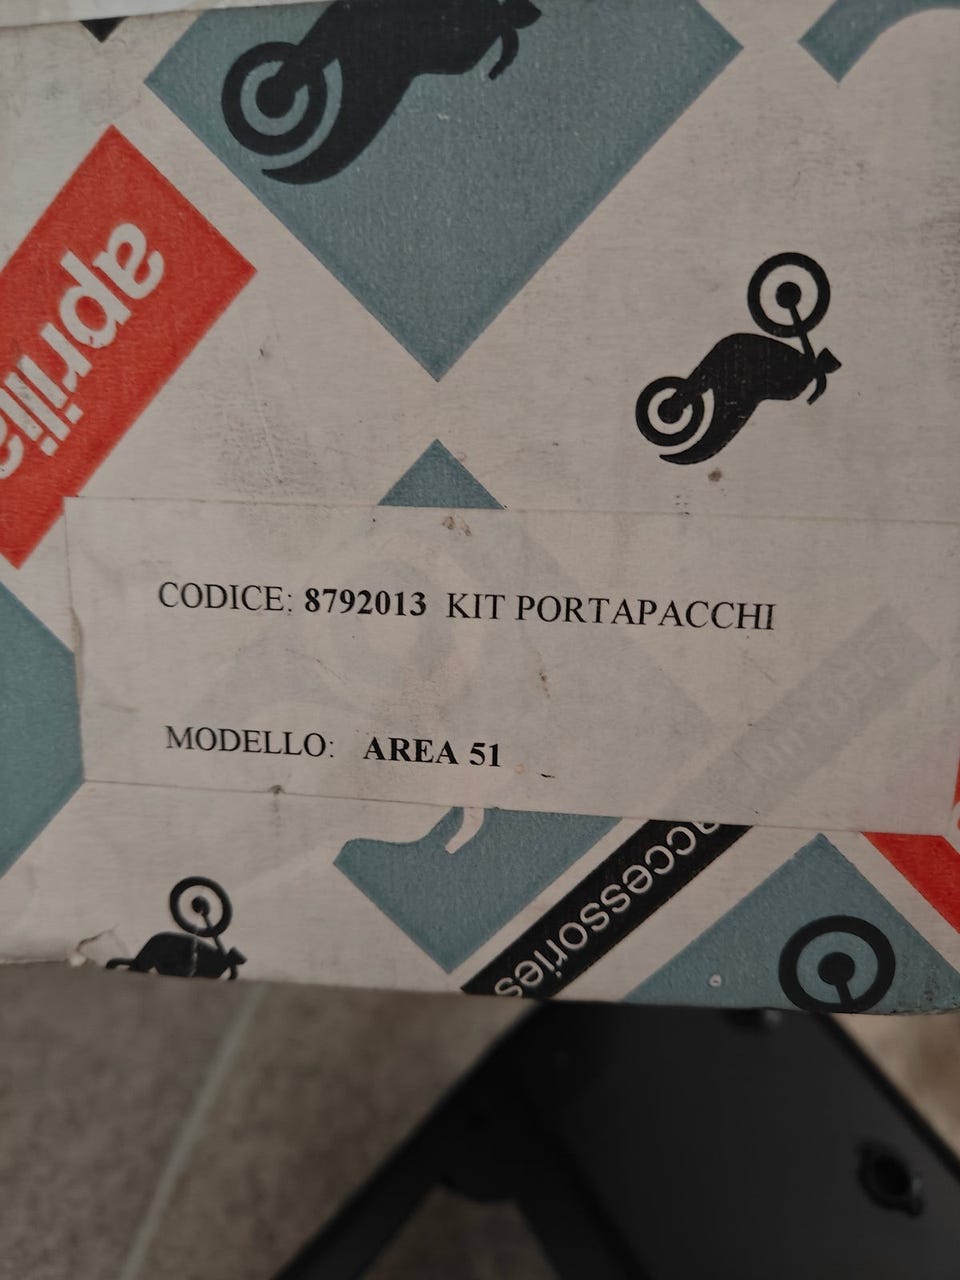 aprilia
CODICE: 8792013 KIT PORTAPACCHI
MODELLO: AREA 51
accessories